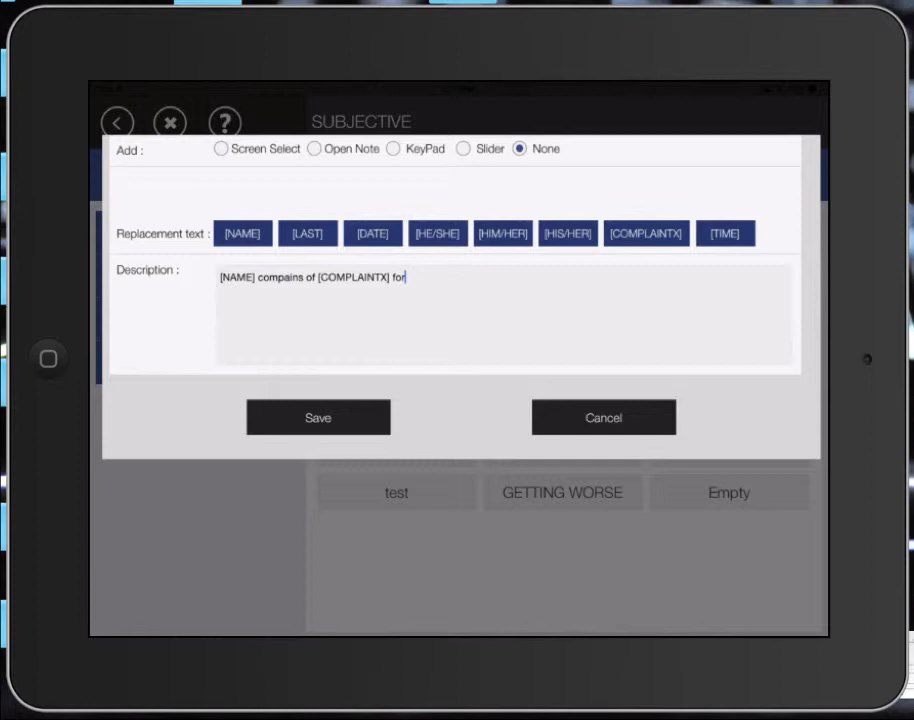 ?
SUBJECTIVE
Add : Screen Select Open Note KeyPad Slider None
Replacement text : [NAME] [LAST] [DATE] [HE/SHE] [HIM/HER] [HIS/HER] [COMPLAINTX] [TIME]
Description : [NAME] compains of [COMPLAINTX] for
Save Cancel
test GETTING WORSE Empty